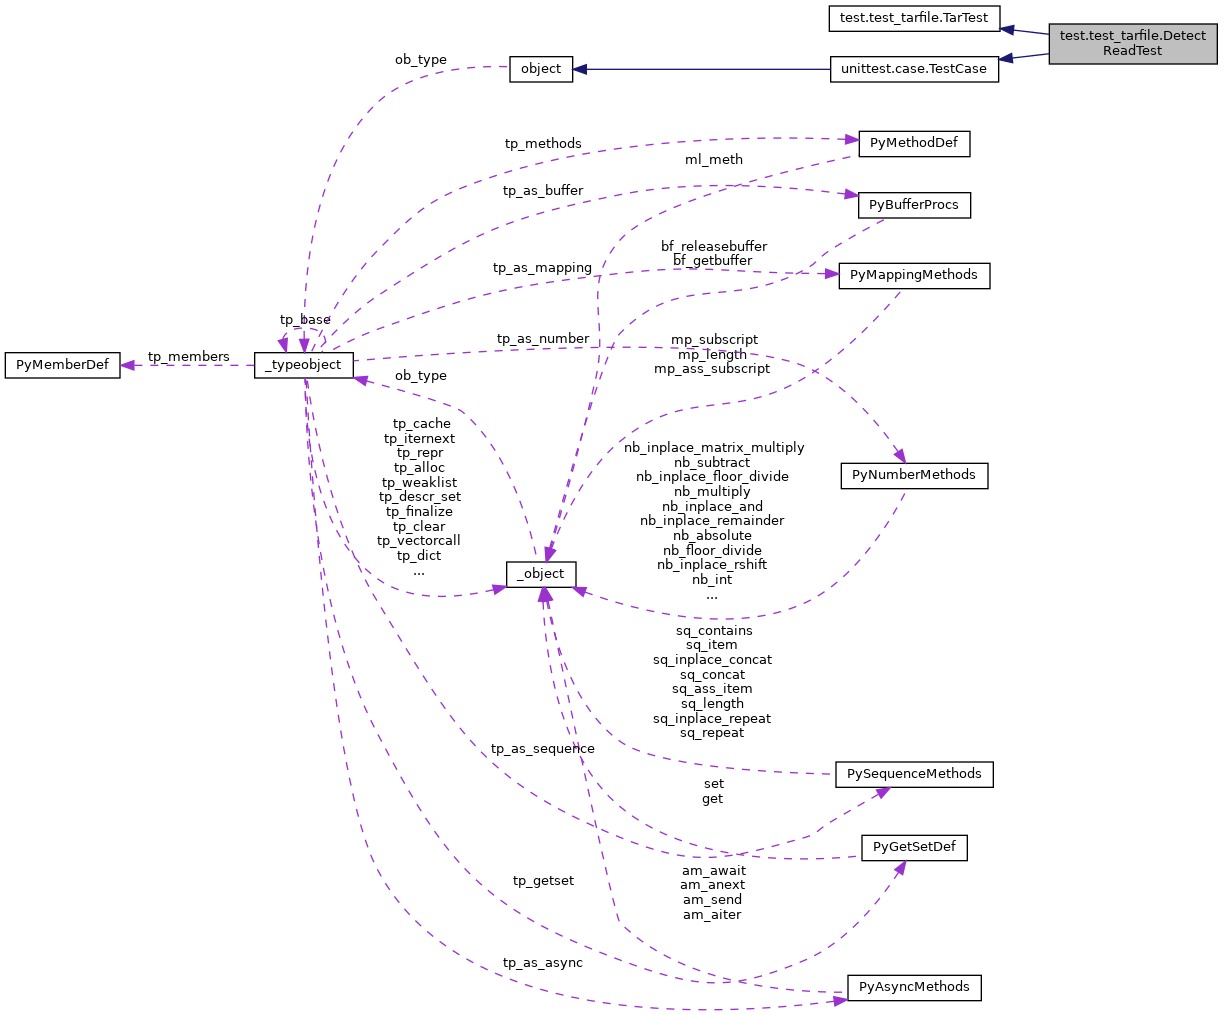 test.test_tarfile.TarTest
test.test_tarfile.Detect
ReadTest
ob_type
object
unittest.case.TestCase
tp_methods
PyMethodDef
ml_meth
tp_as_buffer
PyBufferProcs
bf_releasebuffer
bf_getbuffer
tp_as_mapping
PyMappingMethods
tp_base
tp_as_number
mp_subscript
mp_length
mp_ass_subscript
PyMemberDef
tp_members
_typeobject
ob_type
tp_cache
tp_iternext
tp_repr
tp_alloc
tp_weaklist
tp_descr_set
tp_finalize
tp_clear
tp_vectorcall
tp_dict
...
nb_inplace_matrix_multiply
nb_subtract
nb_inplace_floor_divide
nb_multiply
nb_inplace_and
nb_inplace_remainder
nb_absolute
nb_floor_divide
nb_inplace_rshift
nb_int
...
PyNumberMethods
_object
sq_contains
sq_item
sq_inplace_concat
sq_concat
sq_ass_item
sq_length
sq_inplace_repeat
sq_repeat
tp_as_sequence
PySequenceMethods
set
get
PyGetSetDef
tp_getset
am_await
am_anext
am_send
am_aiter
tp_as_async
PyAsyncMethods